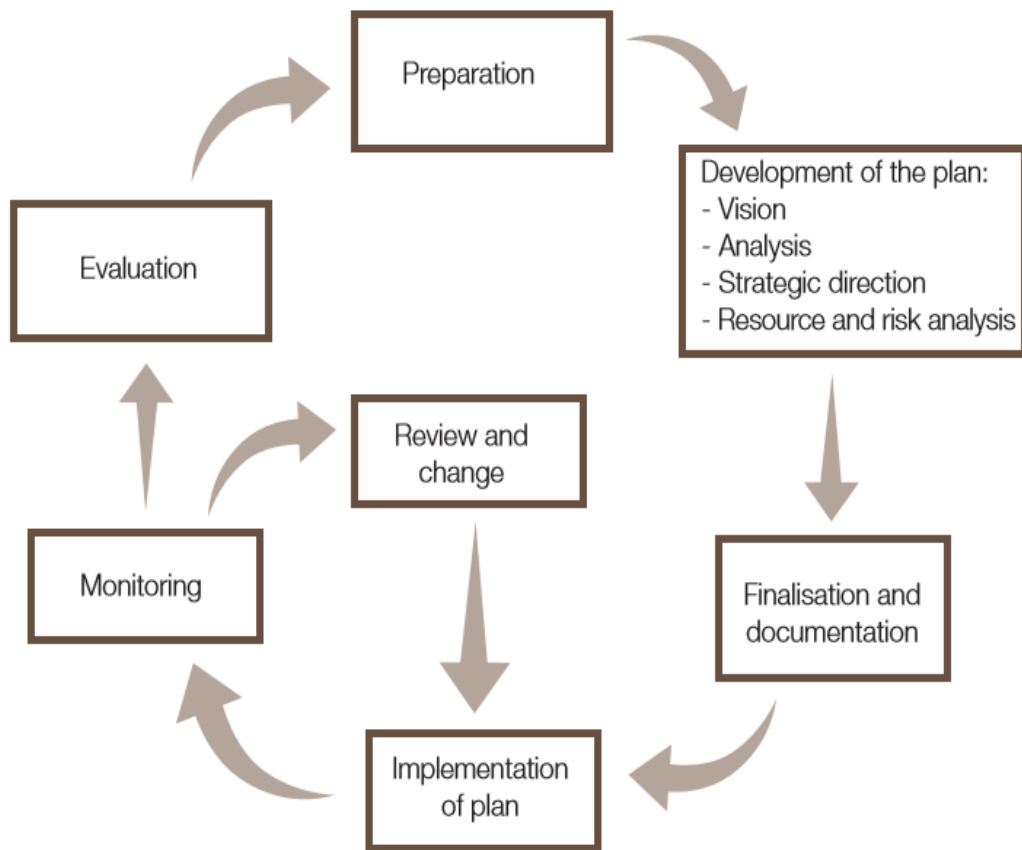 Preparation
Development of the plan:
- Vision
- Analysis
- Strategic direction
- Resource and risk analysis
Evaluation
Review and
change
Monitoring
Finalisation and
documentation
Implementation
of plan